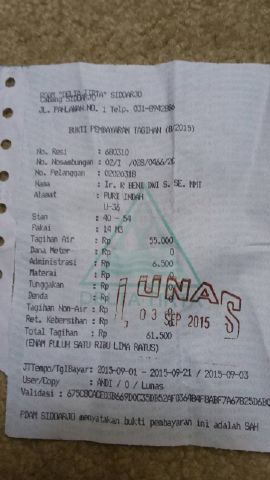 PDAM "DELTA TIRTA" SIDOARJO
Cabang SIDOARJO
JL. PAHLAWAN NO. 1 Telp. 031-8942886
BUKTI PEMBAYARAN TAGIHAN (8/2015)
No. Resi : 680310
No. Nosambungan : 02/I /028/0466/20
No. Pelanggan : 02020318
Nama : Ir. R BENI DWI S. SE. MMT
Alamat : PURI INDAH
U-36
Stan : 40 - 54
Pakai : 14 M3
Tagihan Air : Rp 55.000
Dana Meter : Rp 0
Administrasi : Rp 6.500
Materai : Rp
Tunggakan : Rp
Denda : Rp
Tagihan Non-Air : Rp
Ret. Kebersihan : Rp
Total Tagihan : Rp 61.500
LUNAS
03 SEP 2015
(ENAM PULUH SATU RIBU LIMA RATUS)
JTTempo/TglBayar: 2015-09-01 - 2015-09-21 / 2015-09-03
User/Copy : ANDI / 0 / Lunas
Validasi :
PDAM SIDOARJO menyatakan bukti pembayaran ini adalah SAH